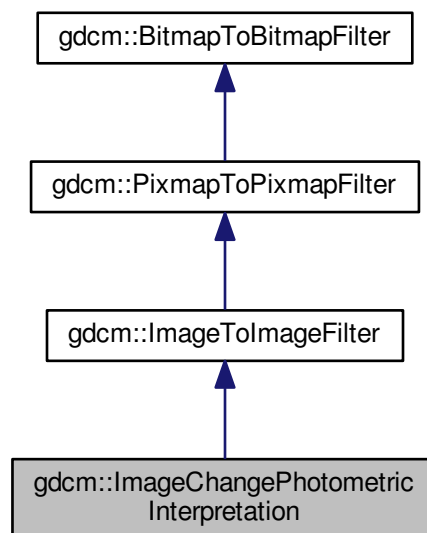 gdcm::BitmapToBitmapFilter
gdcm::PixmapToPixmapFilter
gdcm::ImageToImageFilter
gdcm::ImageChangePhotometric
Interpretation